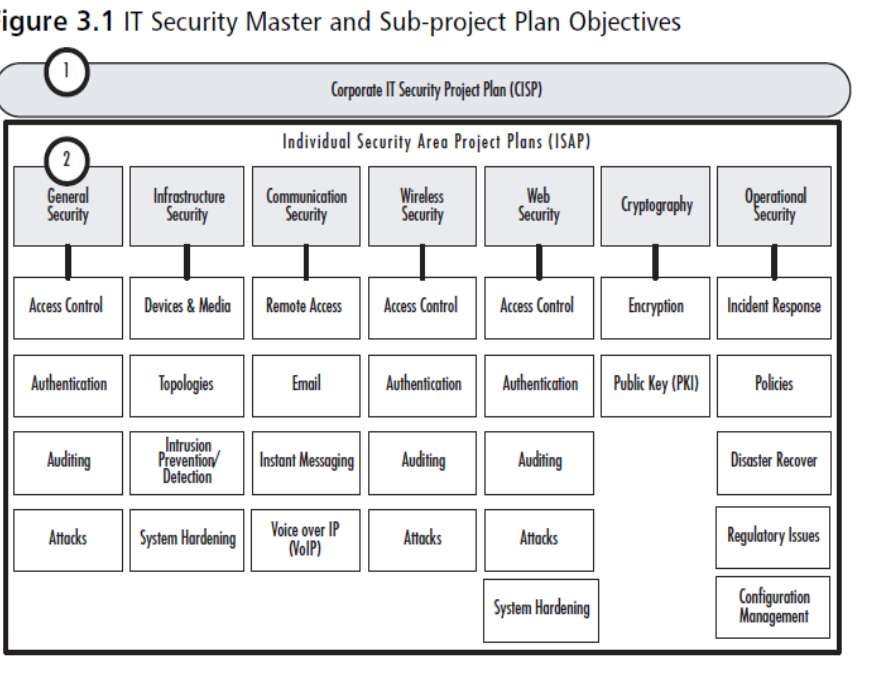 igure 3.1 IT Security Master and Sub-project Plan Objectives
1
Corporate IT Security Project Plan (CISP)
Individual Security Area Project Plans (ISAP)
2
General
Security
Infrastructure
Security
Communication
Security
Wireless
Security
Web
Security
Cryptography
Operational
Security
Access Control
Devices & Media
Remote Access
Access Control
Access Control
Encryption
Incident Response
Authentication
Topologies
Email
Authentication
Authentication
Public Key (PKI)
Policies
Auditing
Intrusion
Prevention/
Detection
Instant Messaging
Auditing
Auditing
Disaster Recover
Attacks
System Hardening
Voice over IP
(VoIP)
Attacks
Attacks
Regulatory Issues
System Hardening
Configuration
Management